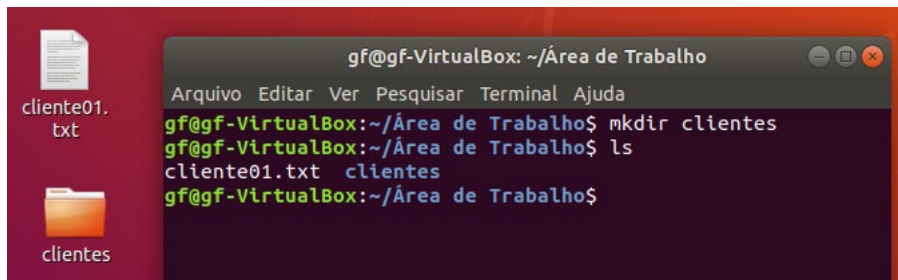 cliente01.
txt
clientes
gf@gf-VirtualBox: ~/Área de Trabalho
Arquivo Editar Ver Pesquisar Terminal Ajuda
gf@gf-VirtualBox:~/Área de Trabalho$ mkdir clientes
gf@gf-VirtualBox:~/Área de Trabalho$ ls
cliente01.txt clientes
gf@gf-VirtualBox:~/Área de Trabalho$